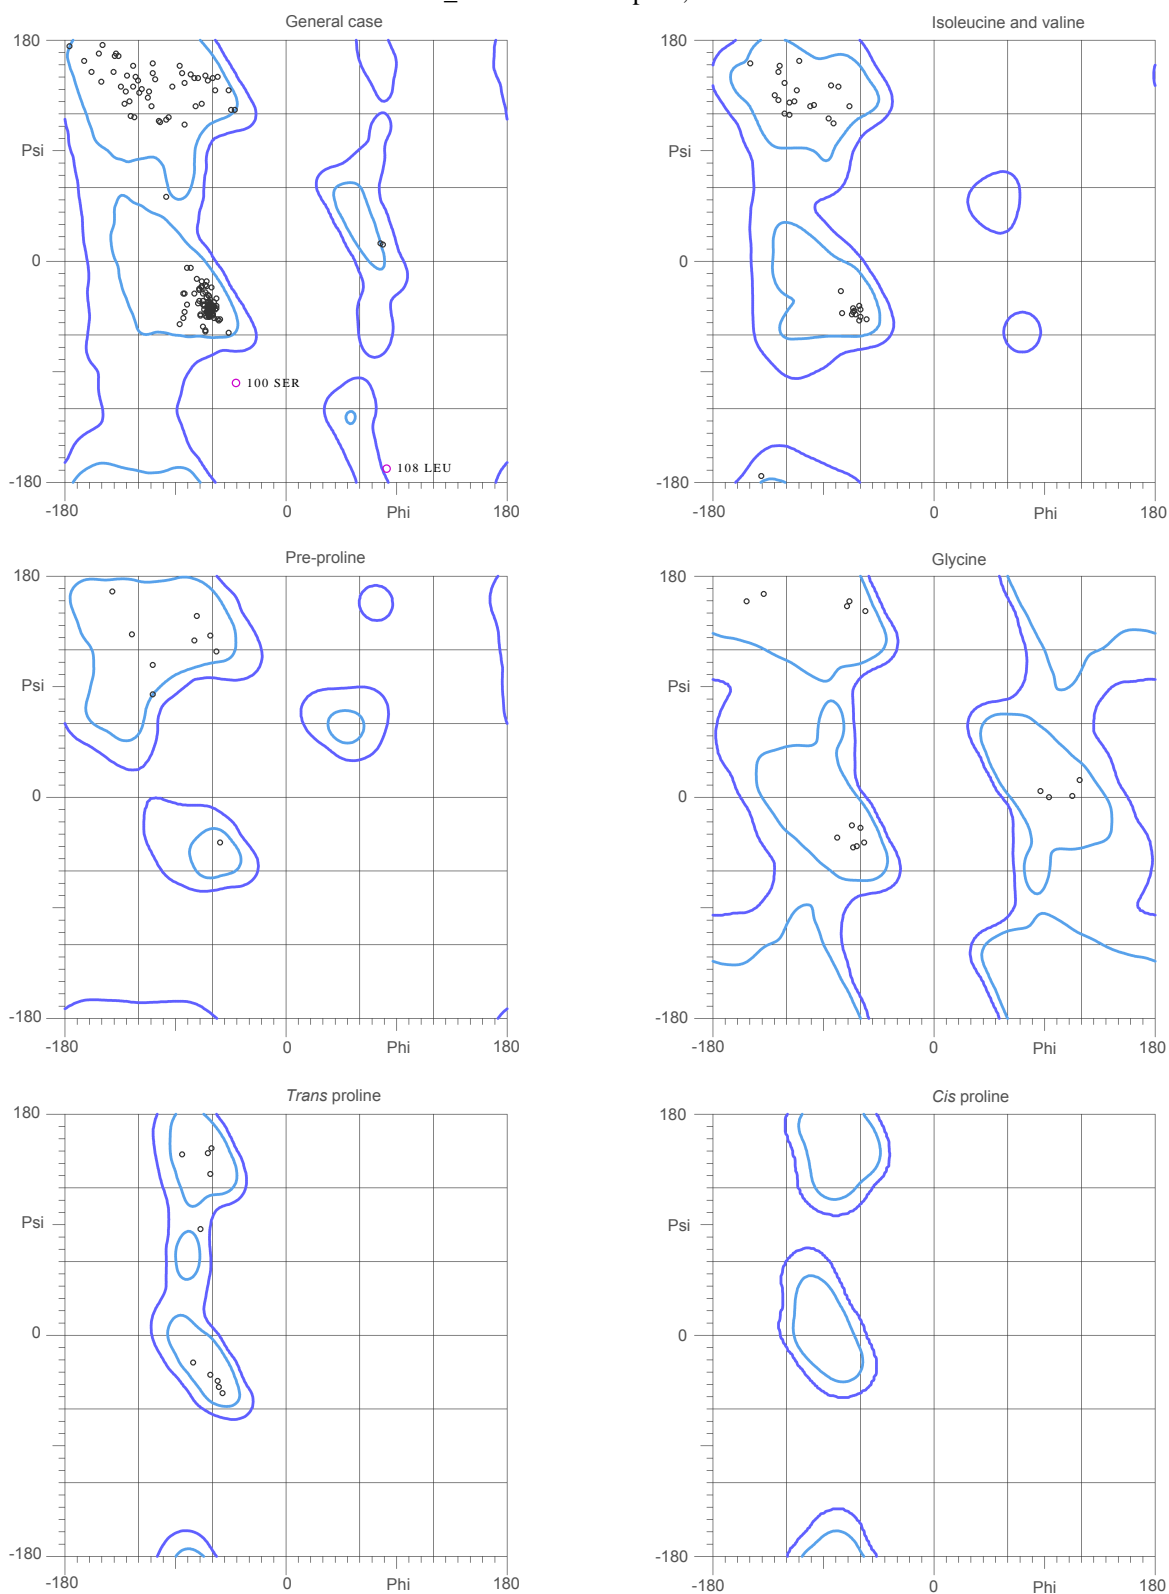 General case
Isoleucine and valine
180
180
Psi
Psi
0
0
100 SER
108 LEU
-180
-180
-180
0
Phi
180
-180
0
Phi
180
Pre-proline
Glycine
180
180
Psi
Psi
0
0
-180
-180
-180
0
Phi
180
-180
0
Phi
180
Trans proline
Cis proline
180
180
Psi
Psi
0
0
-180
-180
-180
0
Phi
180
-180
0
Phi
180